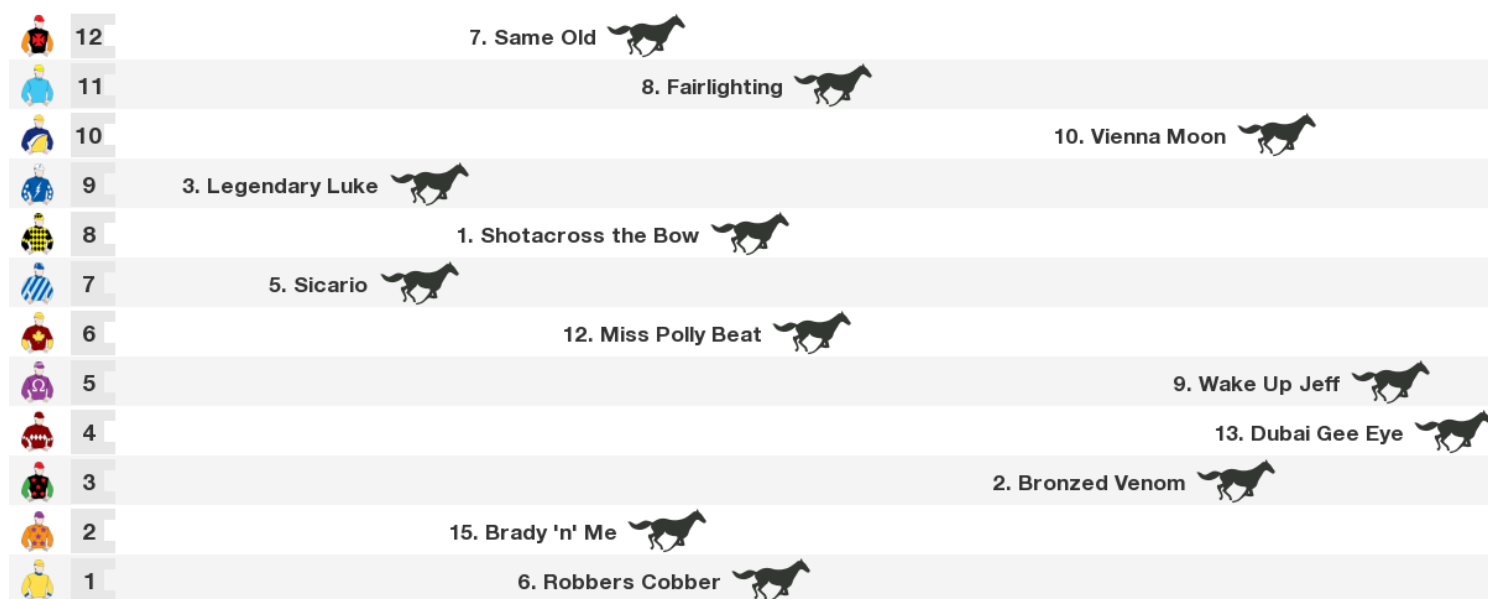 12 7. Same Old
11 8. Fairlighting
10 10. Vienna Moon
9 3. Legendary Luke
8 1. Shotacross the Bow
7 5. Sicario
6 12. Miss Polly Beat
5 Ω 9. Wake Up Jeff
4 13. Dubai Gee Eye
3 2. Bronzed Venom
2 15. Brady 'n' Me
1 6. Robbers Cobber